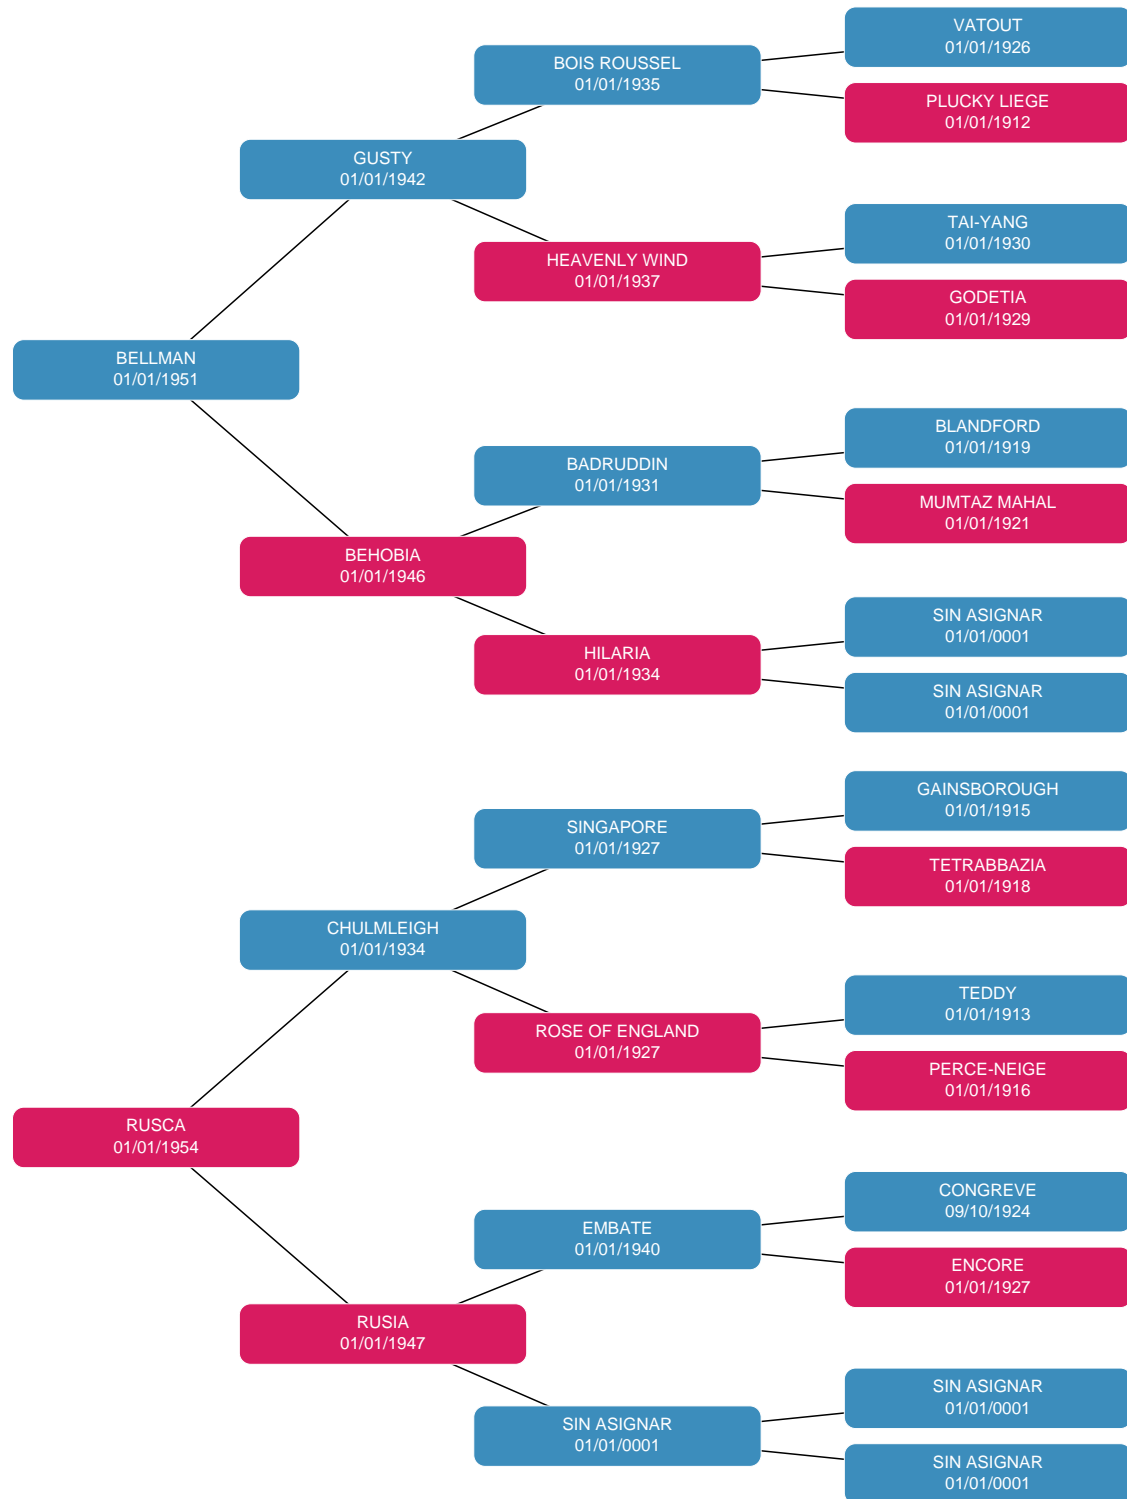 VATOUT
01/01/1926
BOIS ROUSSEL
01/01/1935
PLUCKY LIEGE
01/01/1912
GUSTY
01/01/1942
TAI-YANG
01/01/1930
HEAVENLY WIND
01/01/1937
GODETIA
01/01/1929
BELLMAN
01/01/1951
BLANDFORD
01/01/1919
BADRUDDIN
01/01/1931
MUMTAZ MAHAL
01/01/1921
BEHOBIA
01/01/1946
SIN ASIGNAR
01/01/0001
HILARIA
01/01/1934
SIN ASIGNAR
01/01/0001
GAINSBOROUGH
01/01/1915
SINGAPORE
01/01/1927
TETRABBAZIA
01/01/1918
CHULMLEIGH
01/01/1934
TEDDY
01/01/1913
ROSE OF ENGLAND
01/01/1927
PERCE-NEIGE
01/01/1916
RUSCA
01/01/1954
CONGREVE
09/10/1924
EMBATE
01/01/1940
ENCORE
01/01/1927
RUSIA
01/01/1947
SIN ASIGNAR
01/01/0001
SIN ASIGNAR
01/01/0001
SIN ASIGNAR
01/01/0001